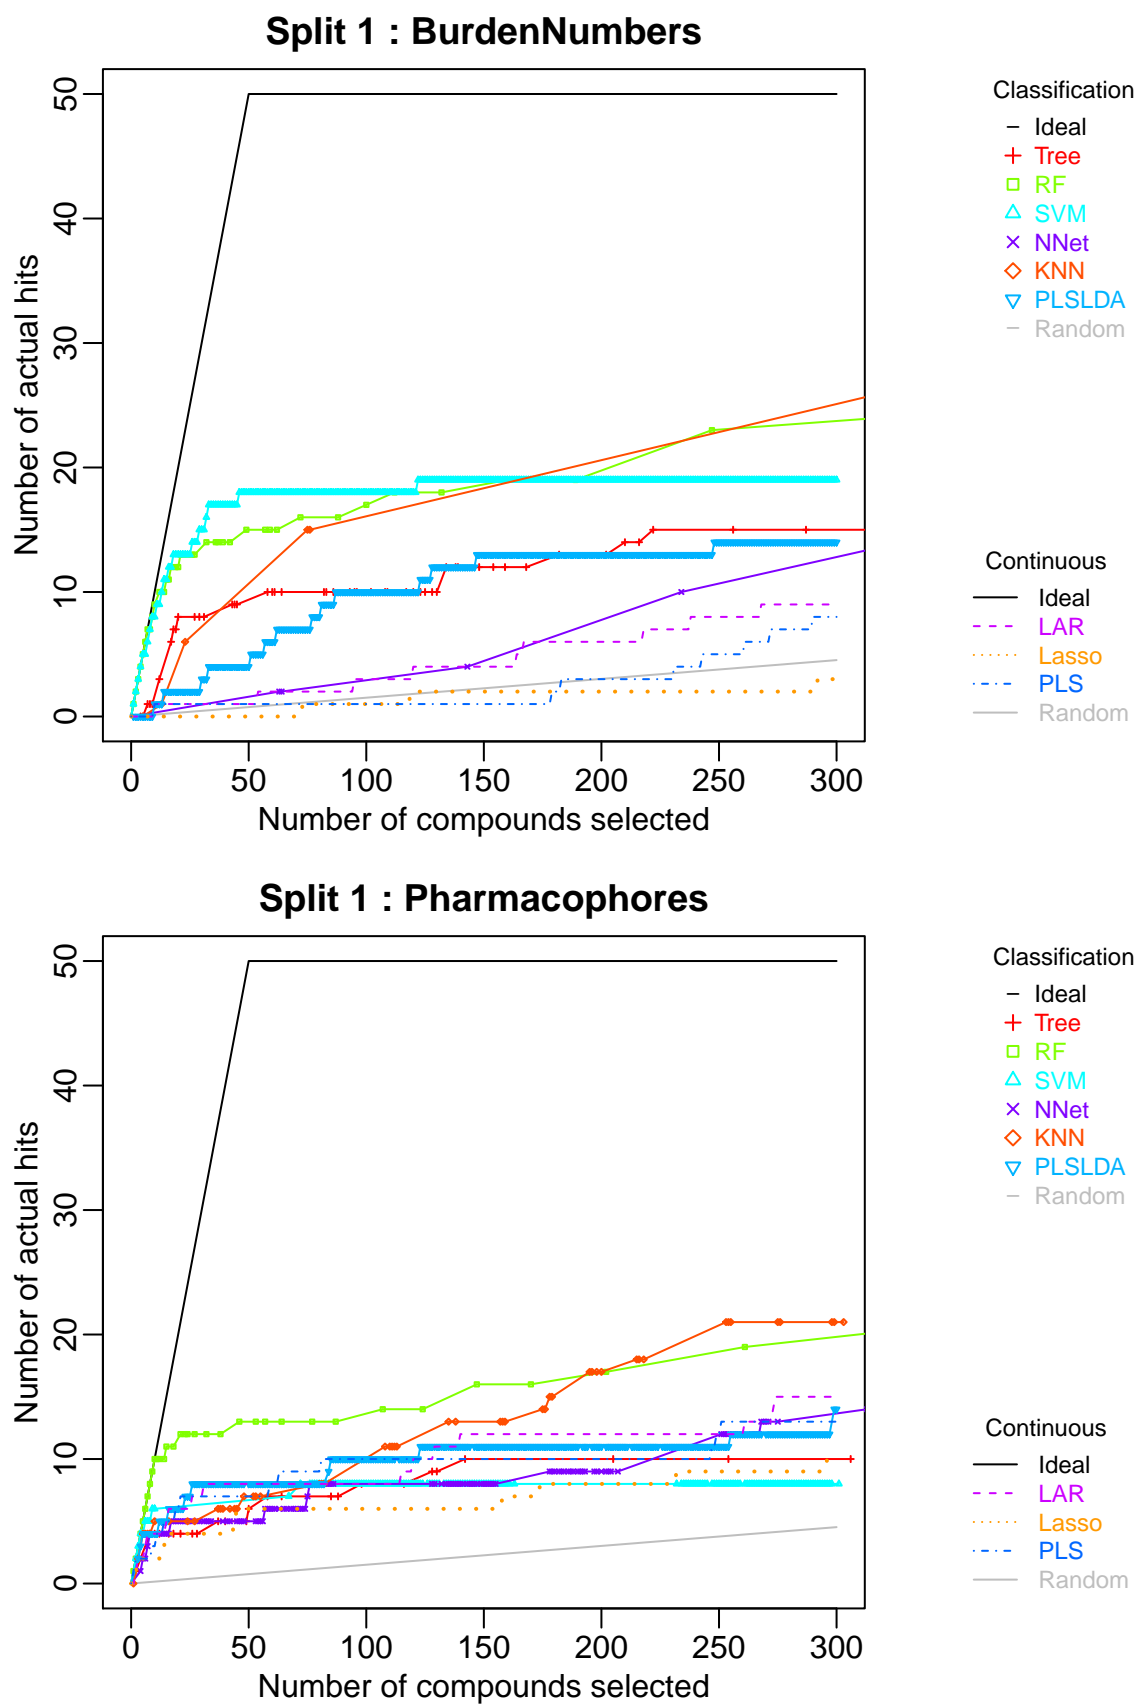 Split 1 : BurdenNumbers
Number of actual hits
50
40
30
20
10
0
0 50 100 150 200 250 300
Number of compounds selected
Classification
Ideal
Tree
RF
SVM
NNet
KNN
PLSLDA
Random
Continuous
Ideal
LAR
Lasso
PLS
Random
Split 1 : Pharmacophores
Number of actual hits
50
40
30
20
10
0
0 50 100 150 200 250 300
Number of compounds selected
Classification
Ideal
Tree
RF
SVM
NNet
KNN
PLSLDA
Random
Continuous
Ideal
LAR
Lasso
PLS
Random